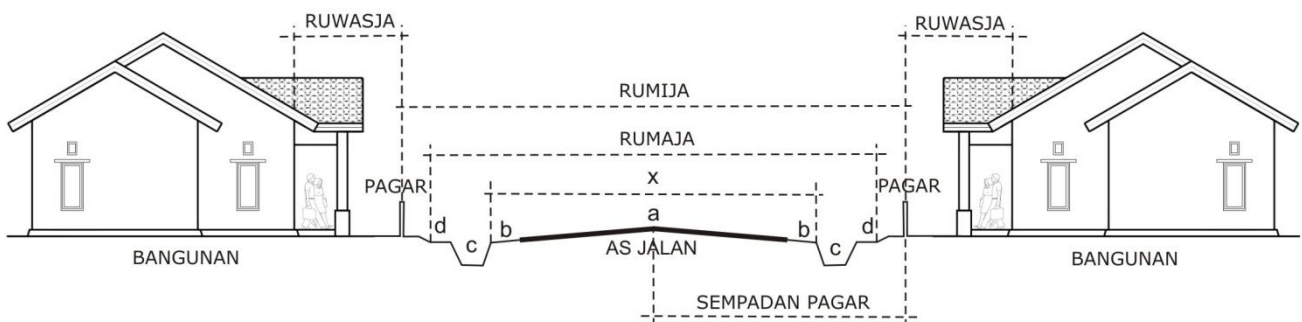 RUWASJA
RUWASJA
RUMIJA
RUMAJA
PAGAR
x
PAGAR
d
b
a
b
d
c
AS JALAN
c
BANGUNAN
BANGUNAN
SEMPADAN PAGAR